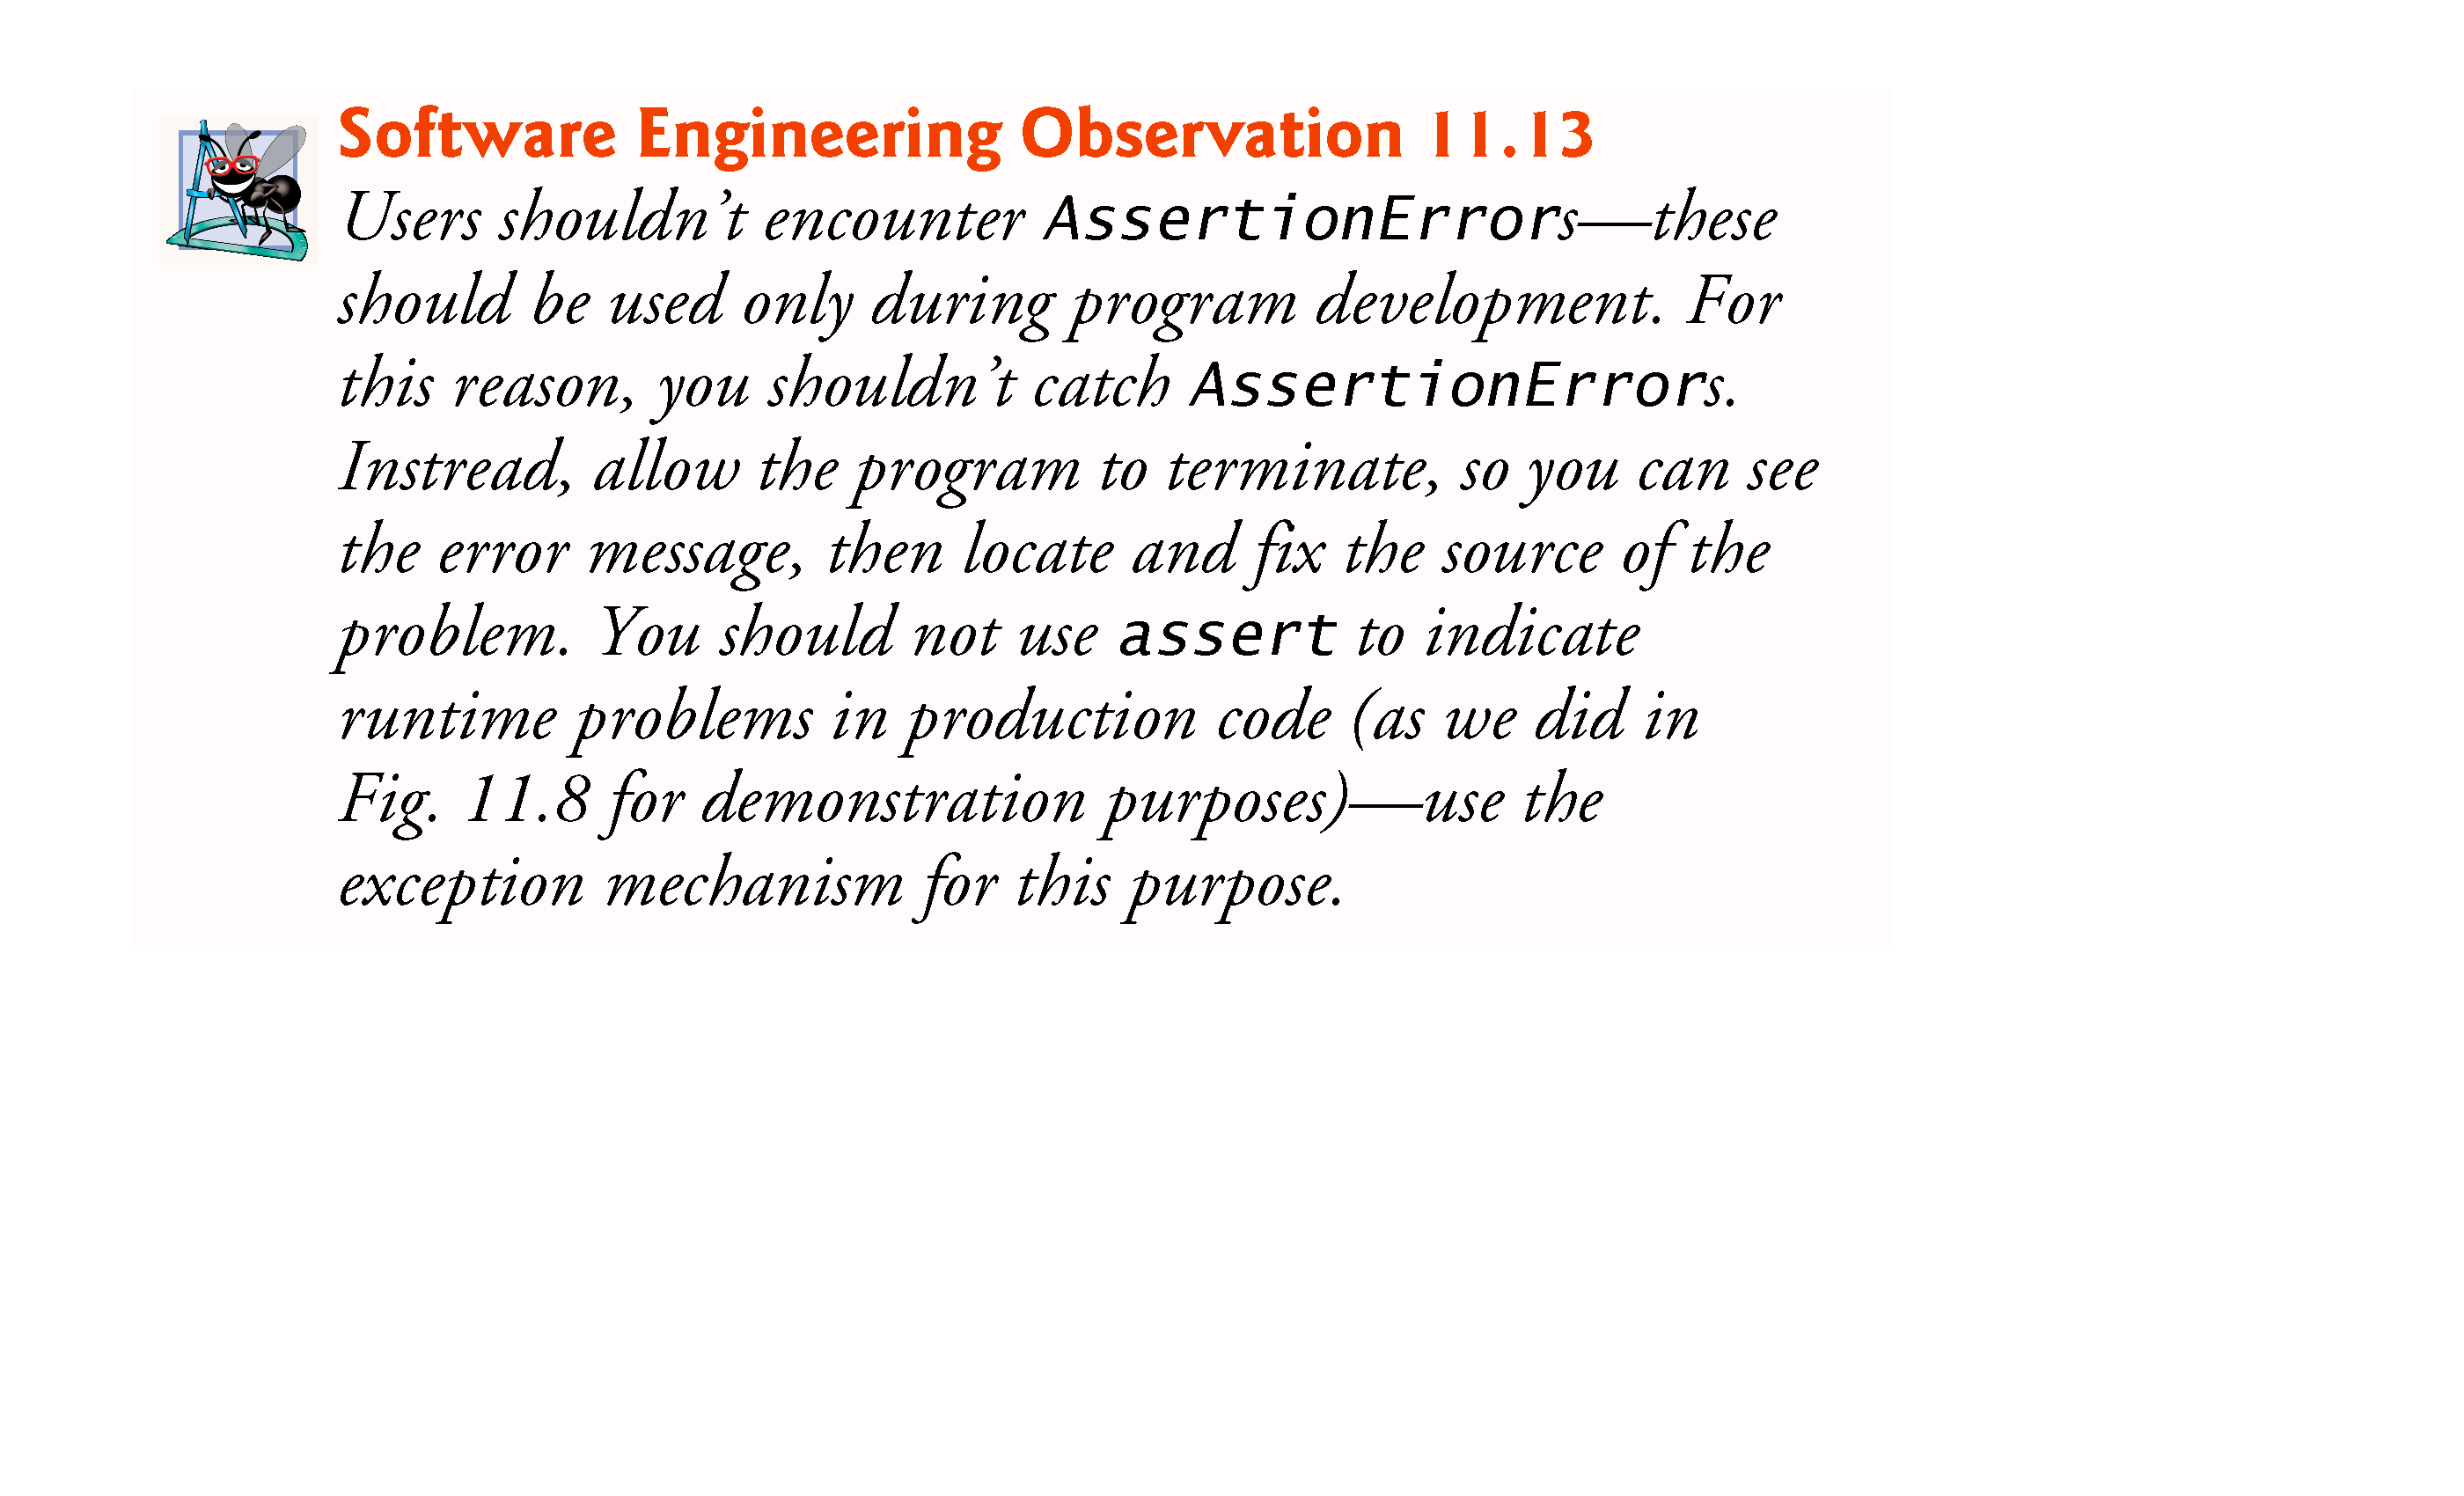 Software Engineering Observation 11.13
Users shouldn’t encounter AssertionErrors—these
should be used only during program development. For
this reason, you shouldn’t catch AssertionErrors.
Instread, allow the program to terminate, so you can see
the error message, then locate and fix the source of the
problem. You should not use assert to indicate
runtime problems in production code (as we did in
Fig. 11.8 for demonstration purposes)—use the
exception mechanism for this purpose.